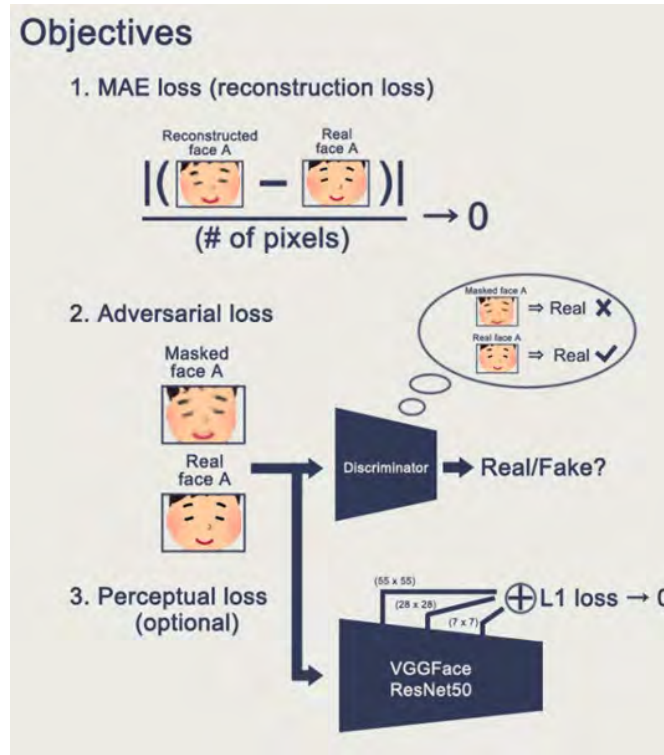 Objectives
1. MAE loss (reconstruction loss)
Reconstructed
face A
Real
face A
|( − )|
(# of pixels)
→ 0
2. Adversarial loss
Masked face A
⇒ Real ✗
Real face A
⇒ Real ✓
Masked
face A
Real
face A
Discriminator
Real/Fake?
3. Perceptual loss
(optional)
(55 x 55)
(28 x 28)
(7 x 7)
L1 loss → 0
VGGFace
ResNet50